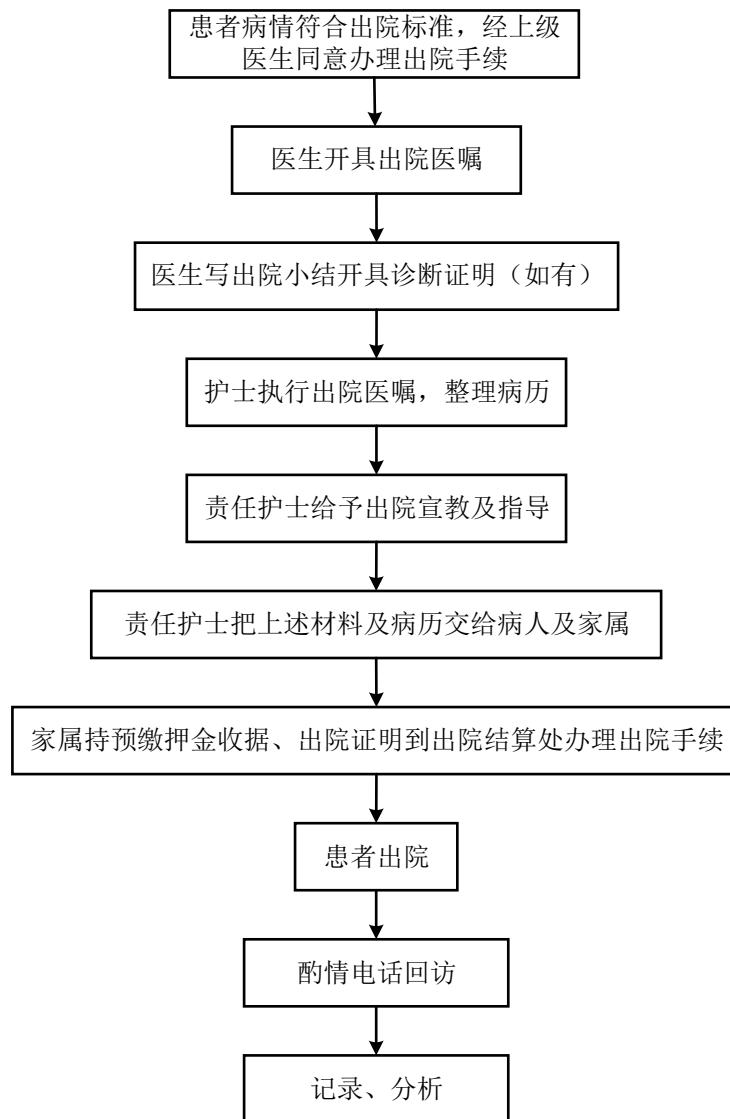 患者病情符合出院标准，经上级
医生同意办理出院手续
医生开具出院医嘱
医生写出院小结开具诊断证明（如有）
护士执行出院医嘱，整理病历
责任护士给予出院宣教及指导
责任护士把上述材料及病历交给病人及家属
家属持预缴押金收据、出院证明到出院结算处办理出院手续
患者出院
酌情电话回访
记录、分析